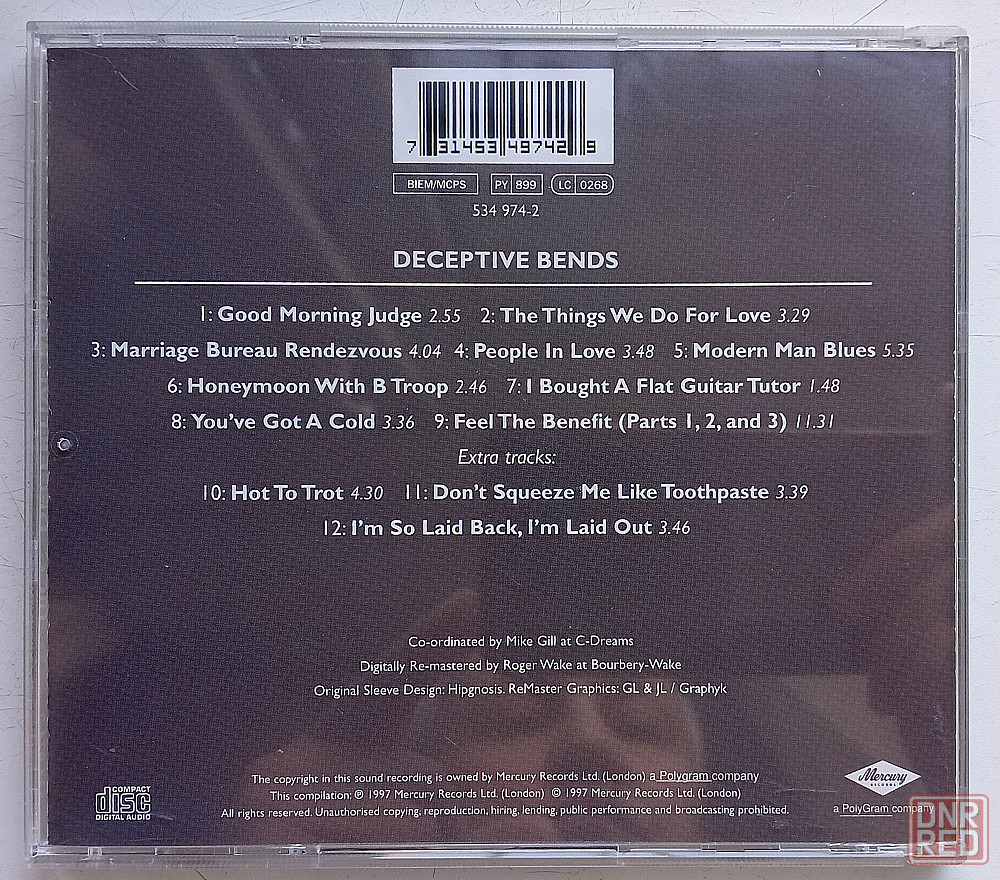 7 31453 49742 9
BIEM/MCPS PY 899 LC 0268
534 974-2
DECEPTIVE BENDS
1: Good Morning Judge 2.55 2: The Things We Do For Love 3.29
3: Marriage Bureau Rendezvous 4.04 4: People In Love 3.48 5: Modern Man Blues 5.35
6: Honeymoon With B Troop 2.46 7: I Bought A Flat Guitar Tutor 1.48
8: You've Got A Cold 3.36 9: Feel The Benefit (Parts 1, 2, and 3) 11.31
Extra tracks:
10: Hot To Trot 4.30 11: Don't Squeeze Me Like Toothpaste 3.39
12: I'm So Laid Back, I'm Laid Out 3.46
Co-ordinated by Mike Gill at C-Dreams
Digitally Re-mastered by Roger Wake at Bourbery-Wake
Original Sleeve Design: Hipgnosis. ReMaster Graphics: GL & JL / Graphyk
The copyright in this sound recording is owned by Mercury Records Ltd. (London) a Polygram company
This compilation: ℗ 1997 Mercury Records Ltd. (London) © 1997 Mercury Records Ltd. (London)
All rights reserved. Unauthorised copying, reproduction, hiring, lending, public performance and broadcasting prohibited.
COMPACT
disc
DIGITAL AUDIO
Mercury
RECORDS
a PolyGram company
DNR
RED